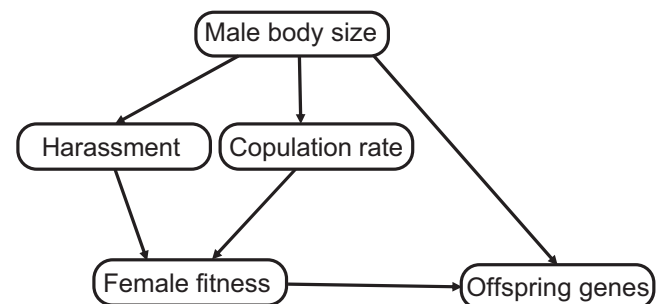 Male body size
Harassment
Copulation rate
Female fitness
Offspring genes